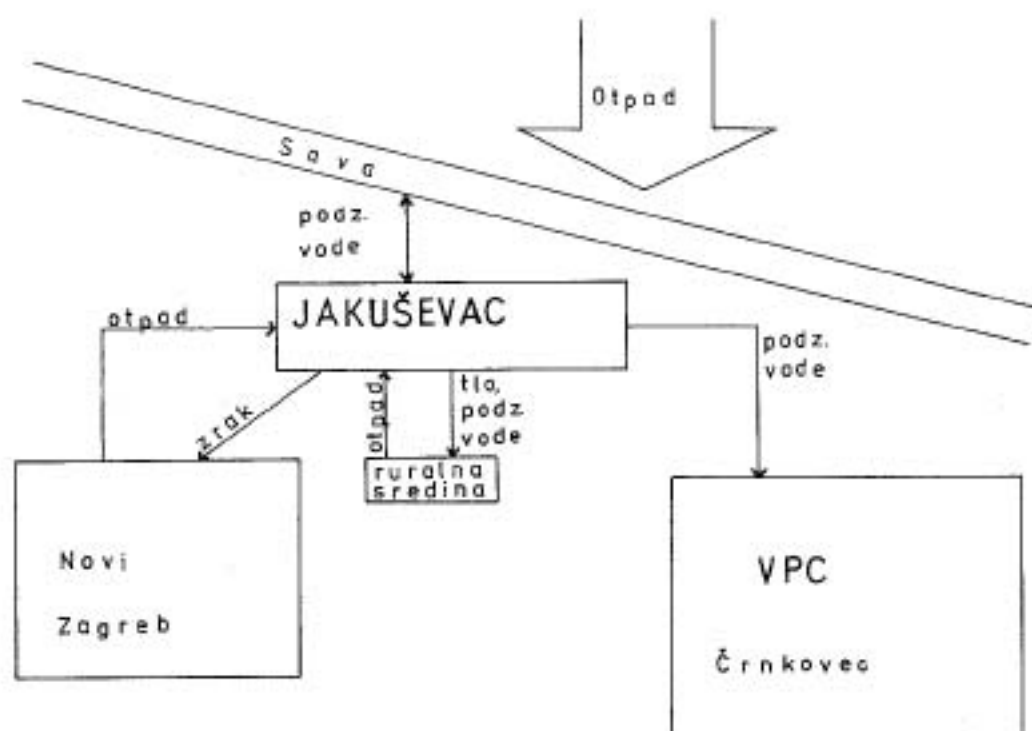 Otpad
Sava
podz.
vode
JAKUŠEVAC
otpad
podz.
vode
zrak
otpad
tlo,
podz.
vode
ruralna
sredina
Novi
Zagreb
VPC
Črnkovec